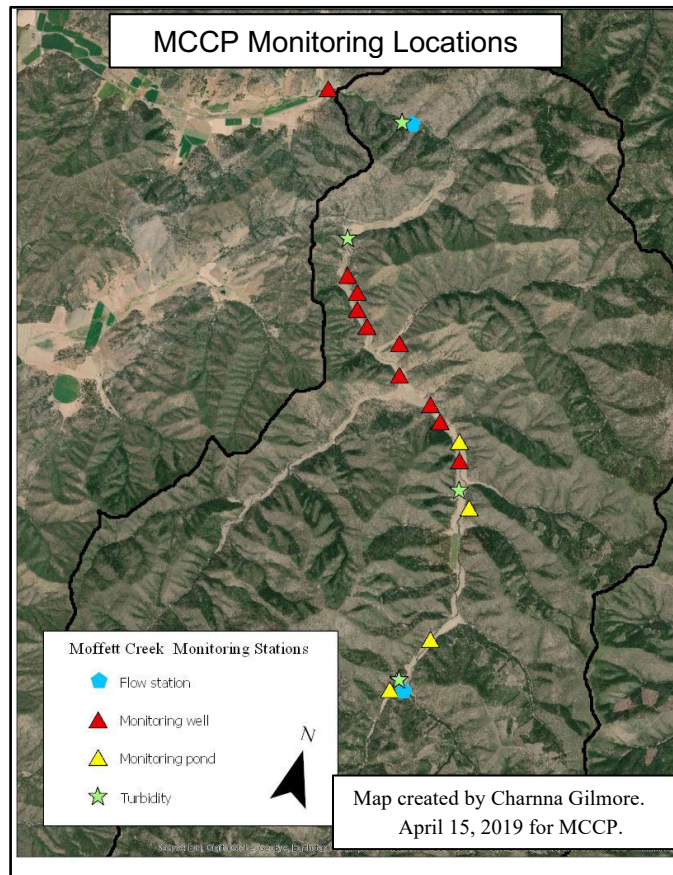 MCCP Monitoring Locations
Moffett Creek Monitoring Stations
Flow station
Monitoring well
Monitoring pond
Turbidity
N
Map created by Charnna Gilmore.
April 15, 2019 for MCCP.